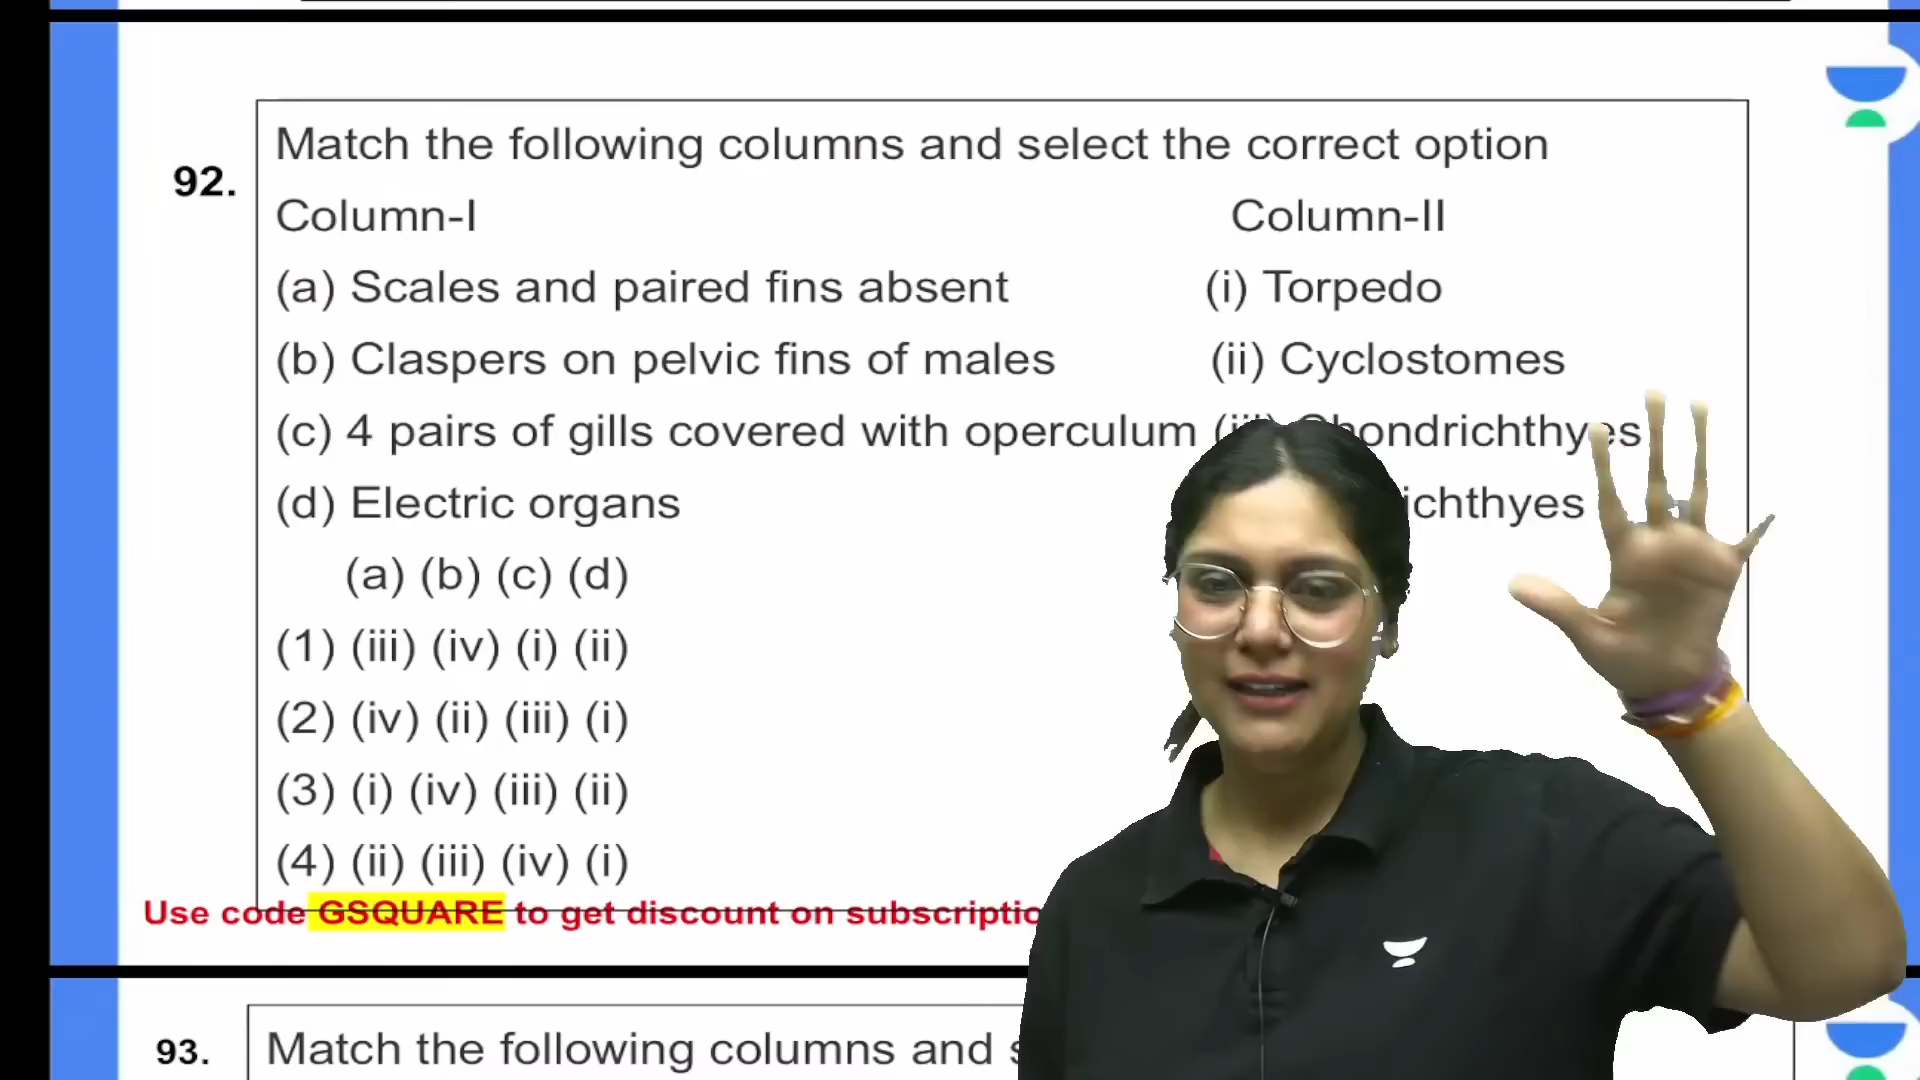 92.
Match the following columns and select the correct option
Column-I Column-II
(a) Scales and paired fins absent (i) Torpedo
(b) Claspers on pelvic fins of males (ii) Cyclostomes
(c) 4 pairs of gills covered with operculum (iii) Chondrichthyes
(d) Electric organs ichthyes
(a) (b) (c) (d)
(1) (iii) (iv) (i) (ii)
(2) (iv) (ii) (iii) (i)
(3) (i) (iv) (iii) (ii)
(4) (ii) (iii) (iv) (i)
Use code GSQUARE to get discount on subscriptio
93.
Match the following columns and